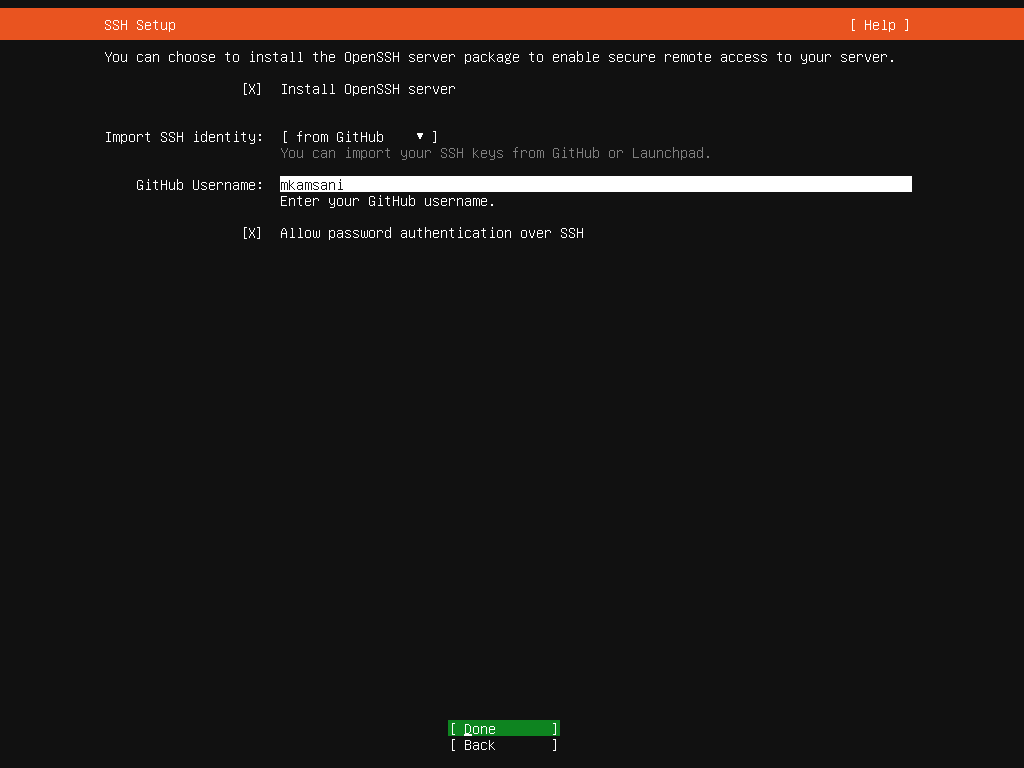 SSH Setup [ Help ]
You can choose to install the OpenSSH server package to enable secure remote access to your server.
[X] Install OpenSSH server
Import SSH identity: [ from GitHub ▾ ]
You can import your SSH keys from GitHub or Launchpad.
GitHub Username: mkamsani
Enter your GitHub username.
[X] Allow password authentication over SSH
[ Done ]
[ Back ]